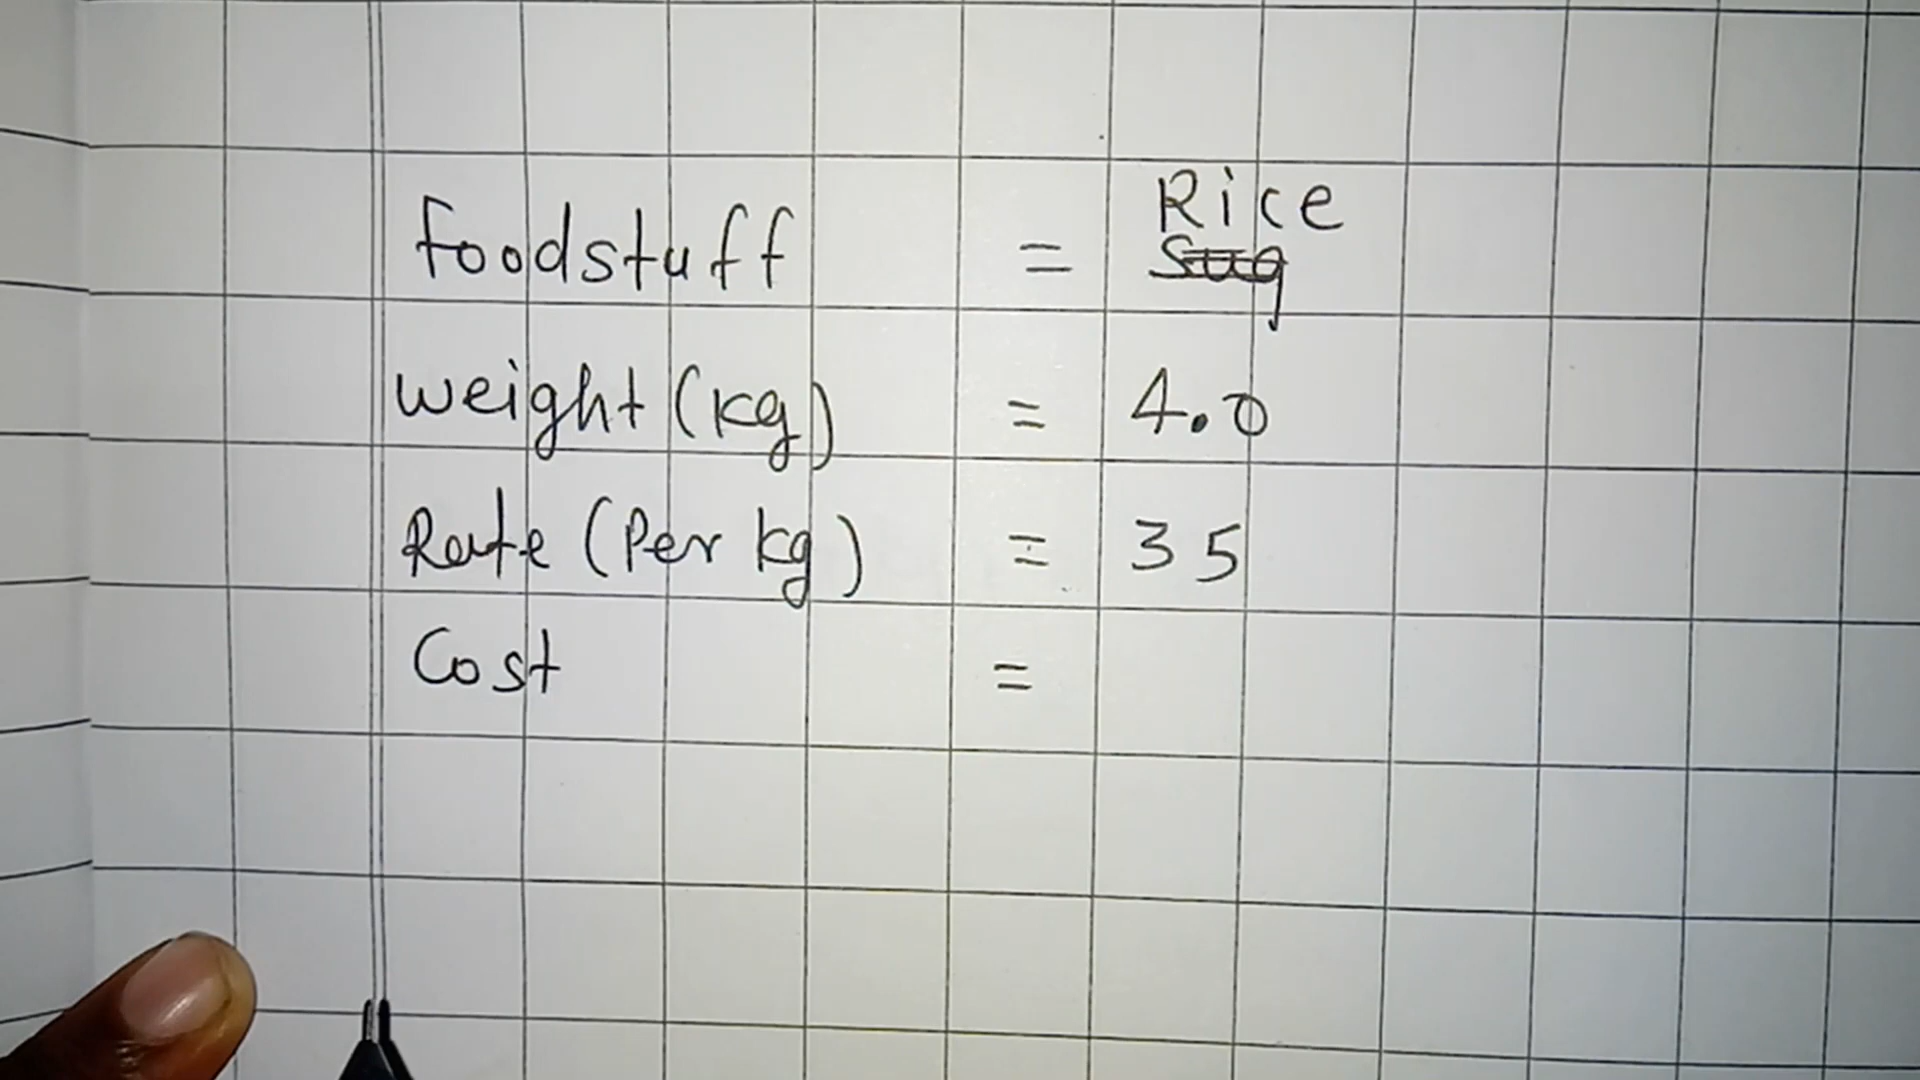 foodstuff = Rice
weight (kg) = 4.0
Rate (Per kg) = 35
Cost =